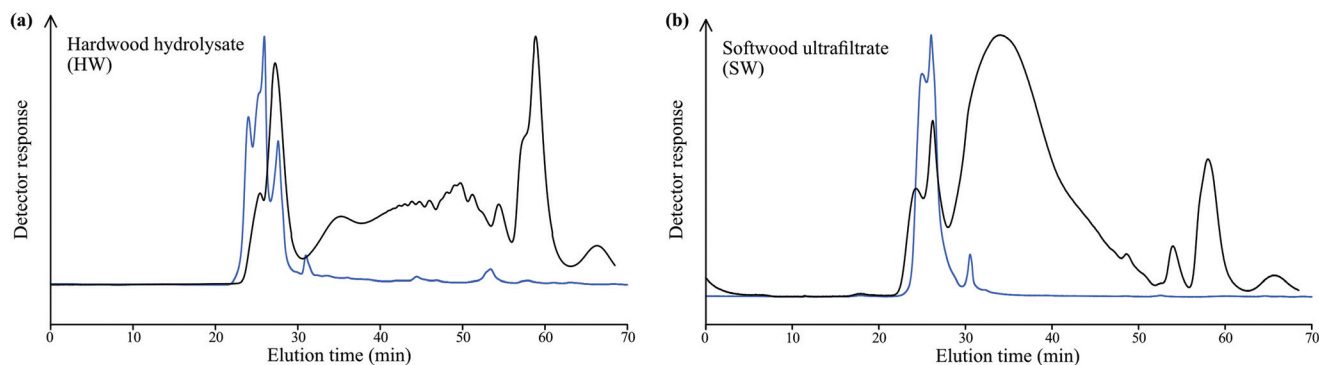 (a)
Hardwood hydrolysate
(HW)
Detector response
0 10 20 30 40 50 60 70
Elution time (min)
(b)
Softwood ultrafiltrate
(SW)
Detector response
0 10 20 30 40 50 60 70
Elution time (min)